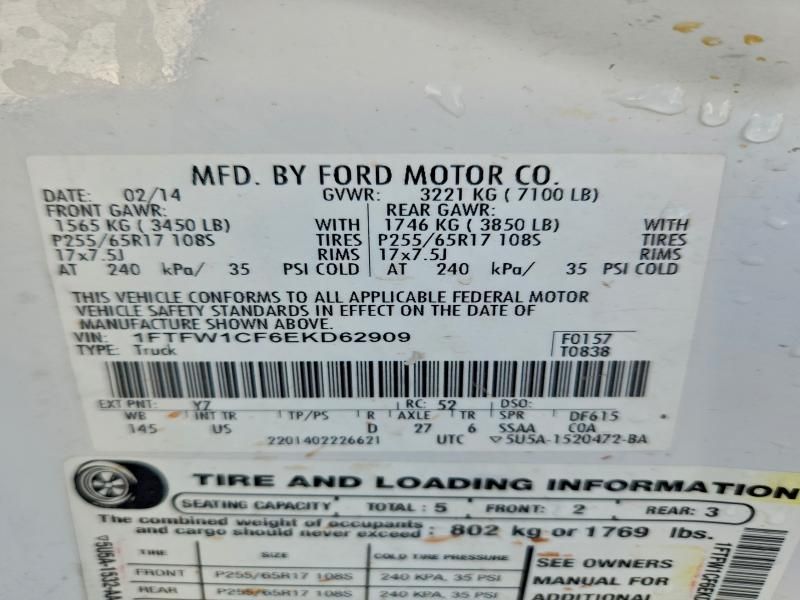 MFD. BY FORD MOTOR CO.
DATE: 02/14 GVWR: 3221 KG ( 7100 LB)
FRONT GAWR: REAR GAWR:
1565 KG ( 3450 LB) WITH 1746 KG ( 3850 LB) WITH
P255/65R17 108S TIRES P255/65R17 108S TIRES
17x7.5J RIMS 17x7.5J RIMS
AT 240 kPa/ 35 PSI COLD AT 240 kPa/ 35 PSI COLD
THIS VEHICLE CONFORMS TO ALL APPLICABLE FEDERAL MOTOR
VEHICLE SAFETY STANDARDS IN EFFECT ON THE DATE OF
MANUFACTURE SHOWN ABOVE.
VIN: 1FTFW1CF6EKD62909 F0157
TYPE: Truck T0838
EXT PNT: YZ RC: 52 DSO:
WB INT TR TP/PS R AXLE TR SPR DF615
145 US D 27 6 SSAA C0A
2201402226621 UTC ▽5U5A-1520472-BA
TIRE AND LOADING INFORMATION
SEATING CAPACITY TOTAL : 5 FRONT: 2 REAR: 3
The combined weight of occupants
and cargo should never exceed : 802 kg or 1769 lbs.
TIRE SIZE COLD TIRE PRESSURE
FRONT P255/65R17 108S 240 KPA, 35 PSI
REAR P255/65R17 108S 240 KPA, 35 PSI
SEE OWNERS
MANUAL FOR
ADDITIONAL